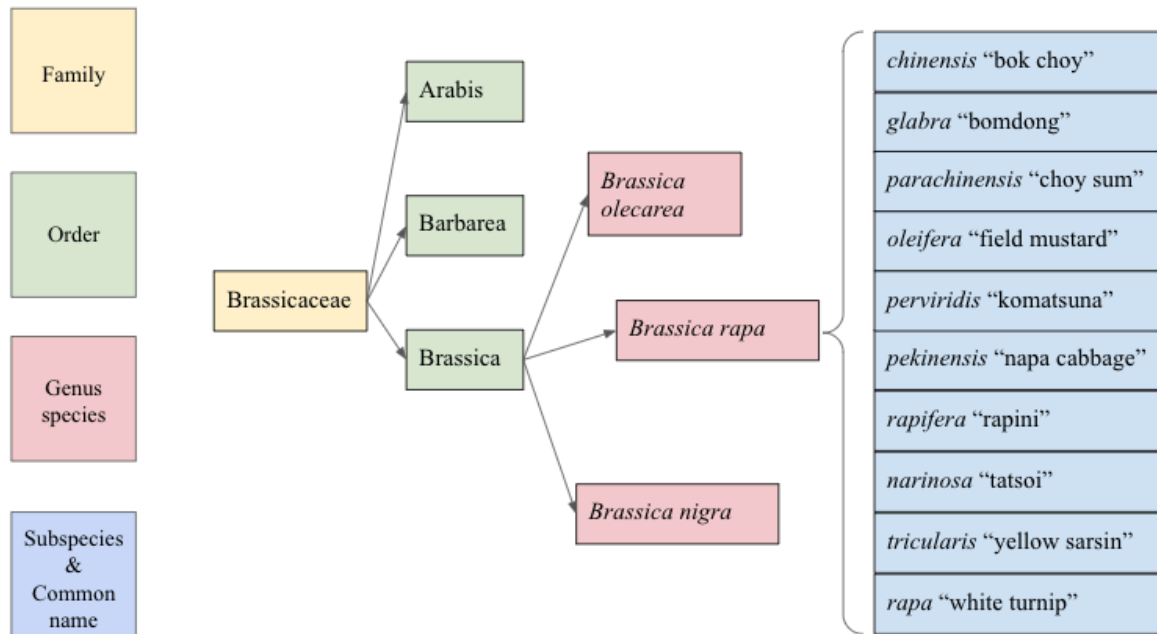 Family
Order
Genus
species
Subspecies
&
Common
name
Brassicaceae
Arabis
Barbarea
Brassica
Brassica
olecarea
Brassica rapa
Brassica nigra
chinensis “bok choy”
glabra “bomdong”
parachinensis “choy sum”
oleifera “field mustard”
perviridis “komatsuna”
pekinensis “napa cabbage”
rapifera “rapini”
narinosa “tatsoi”
tricularis “yellow sarsin”
rapa “white turnip”